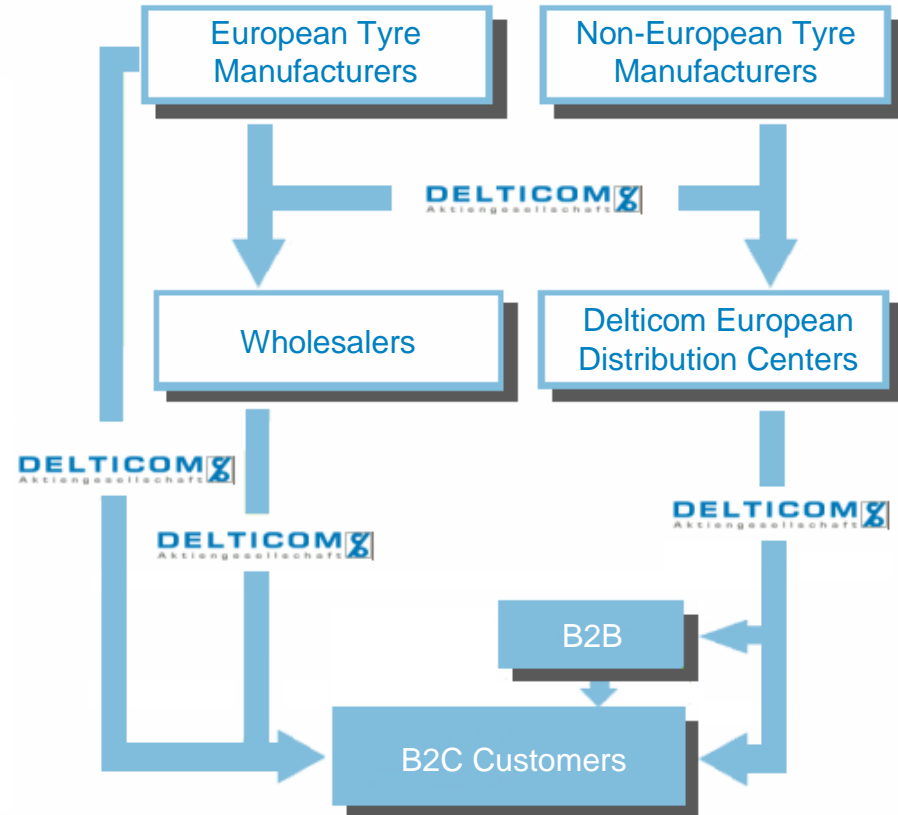 European Tyre
Manufacturers
Non-European Tyre
Manufacturers
DELTICOM
Aktiengesellschaft
Wholesalers
Delticom European
Distribution Centers
DELTICOM
Aktiengesellschaft
DELTICOM
Aktiengesellschaft
DELTICOM
Aktiengesellschaft
B2B
B2C Customers